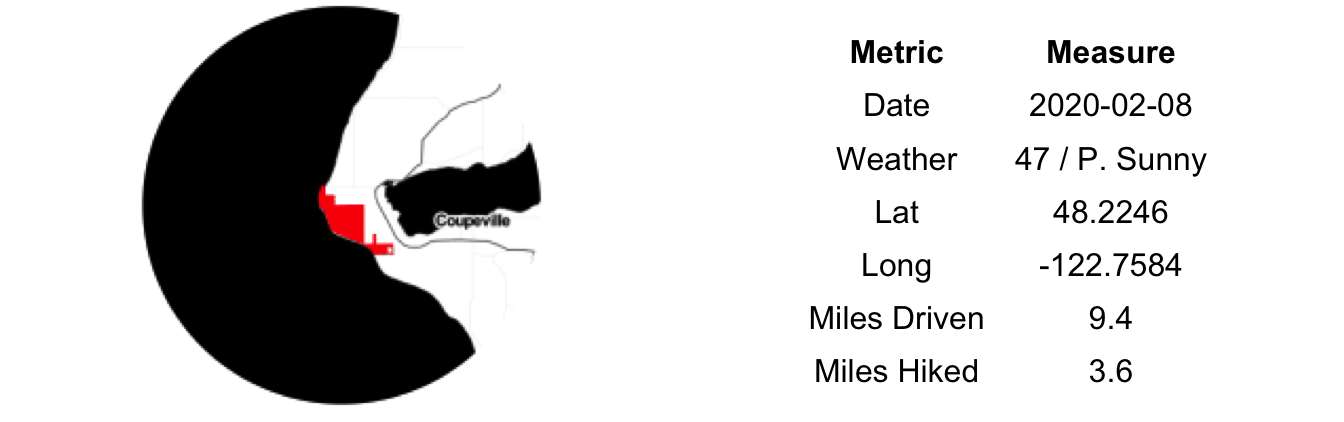 Coupeville
Metric Measure
Date 2020-02-08
Weather 47 / P. Sunny
Lat 48.2246
Long -122.7584
Miles Driven 9.4
Miles Hiked 3.6